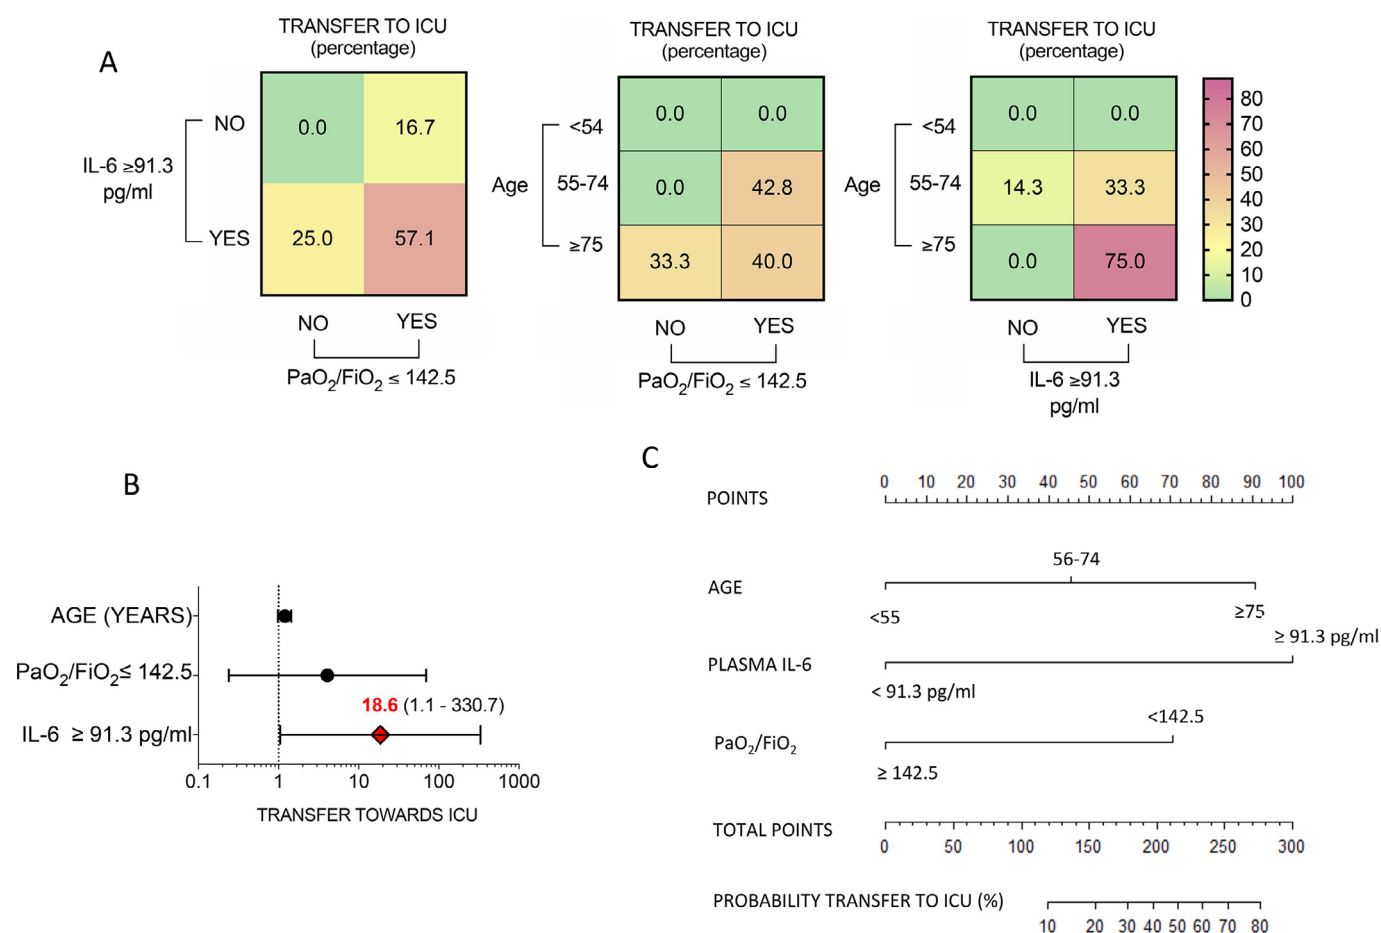 A
TRANSFER TO ICU
(percentage)
IL-6 ≥91.3
pg/ml
NO
YES
0.0 16.7
25.0 57.1
NO YES
PaO2/FiO2 ≤ 142.5
TRANSFER TO ICU
(percentage)
Age
<54
55-74
≥75
0.0 0.0
0.0 42.8
33.3 40.0
NO YES
PaO2/FiO2 ≤ 142.5
TRANSFER TO ICU
(percentage)
Age
<54
55-74
≥75
0.0 0.0
14.3 33.3
0.0 75.0
NO YES
IL-6 ≥91.3
pg/ml
80
70
60
50
40
30
20
10
0
B
AGE (YEARS)
PaO2/FiO2≤ 142.5
18.6 (1.1 - 330.7)
IL-6 ≥ 91.3 pg/ml
0.1 1 10 100 1000
TRANSFER TOWARDS ICU
C
POINTS
0 10 20 30 40 50 60 70 80 90 100
AGE
56-74
<55
≥75
PLASMA IL-6
≥ 91.3 pg/ml
< 91.3 pg/ml
PaO2/FiO2
<142.5
≥ 142.5
TOTAL POINTS
0 50 100 150 200 250 300
PROBABILITY TRANSFER TO ICU (%)
10 20 30 40 50 60 70 80